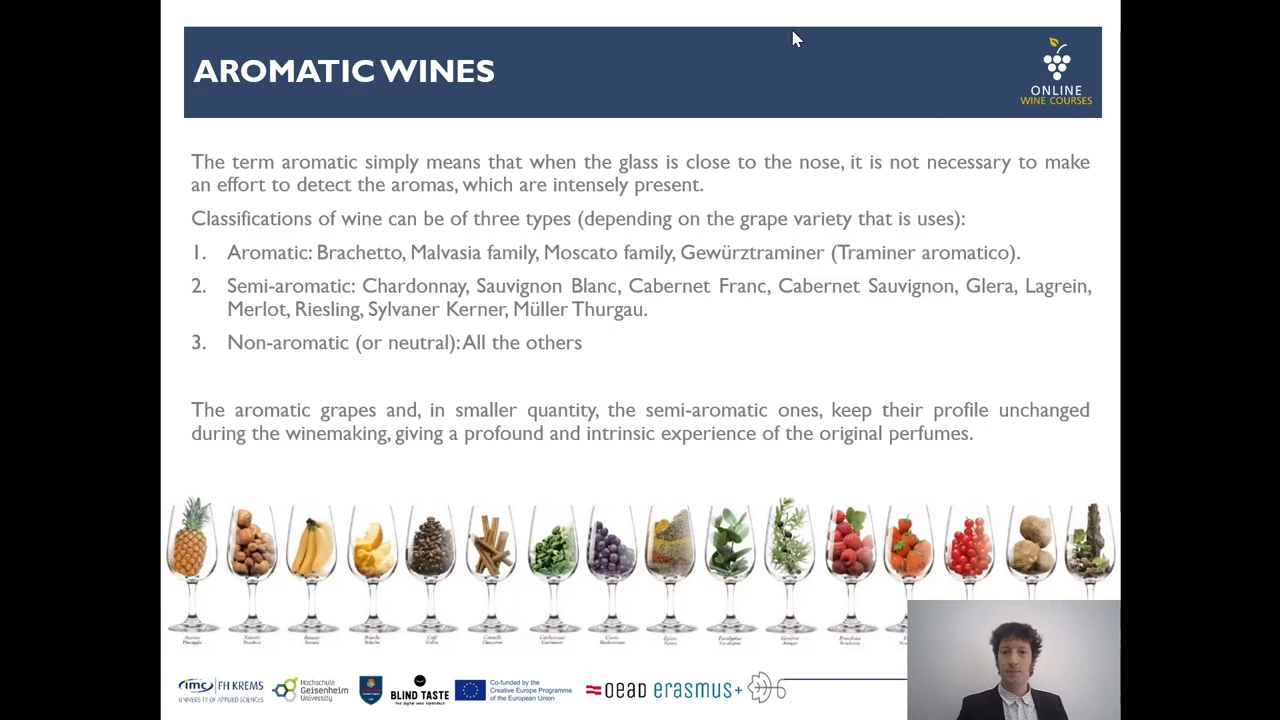 AROMATIC WINES
ONLINE
WINE COURSES
The term aromatic simply means that when the glass is close to the nose, it is not necessary to make
an effort to detect the aromas, which are intensely present.
Classifications of wine can be of three types (depending on the grape variety that is uses):
1. Aromatic: Brachetto, Malvasia family, Moscato family, Gewürztraminer (Traminer aromatico).
2. Semi-aromatic: Chardonnay, Sauvignon Blanc, Cabernet Franc, Cabernet Sauvignon, Glera, Lagrein,
Merlot, Riesling, Sylvaner Kerner, Müller Thurgau.
3. Non-aromatic (or neutral): All the others
The aromatic grapes and, in smaller quantity, the semi-aromatic ones, keep their profile unchanged
during the winemaking, giving a profound and intrinsic experience of the original perfumes.
imc FH KREMS
UNIVERSITY OF APPLIED SCIENCES
Hochschule
Geisenheim
University
BLIND TASTE
Co-funded by the
Creative Europe Programme
of the European Union
oead erasmus+